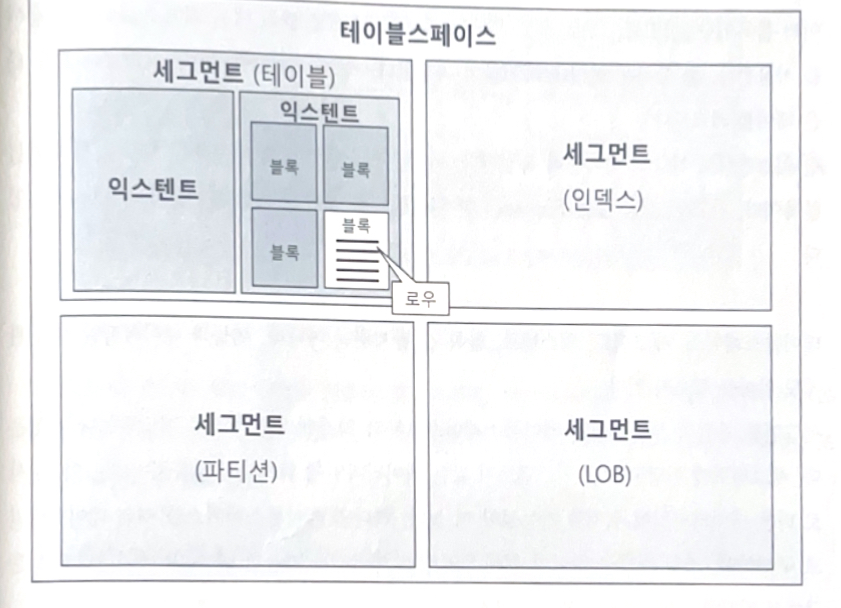 테이블스페이스
세그먼트 (테이블)
익스텐트
익스텐트
블록
블록
블록
블록
로우
세그먼트
(인덱스)
세그먼트
(파티션)
세그먼트
(LOB)